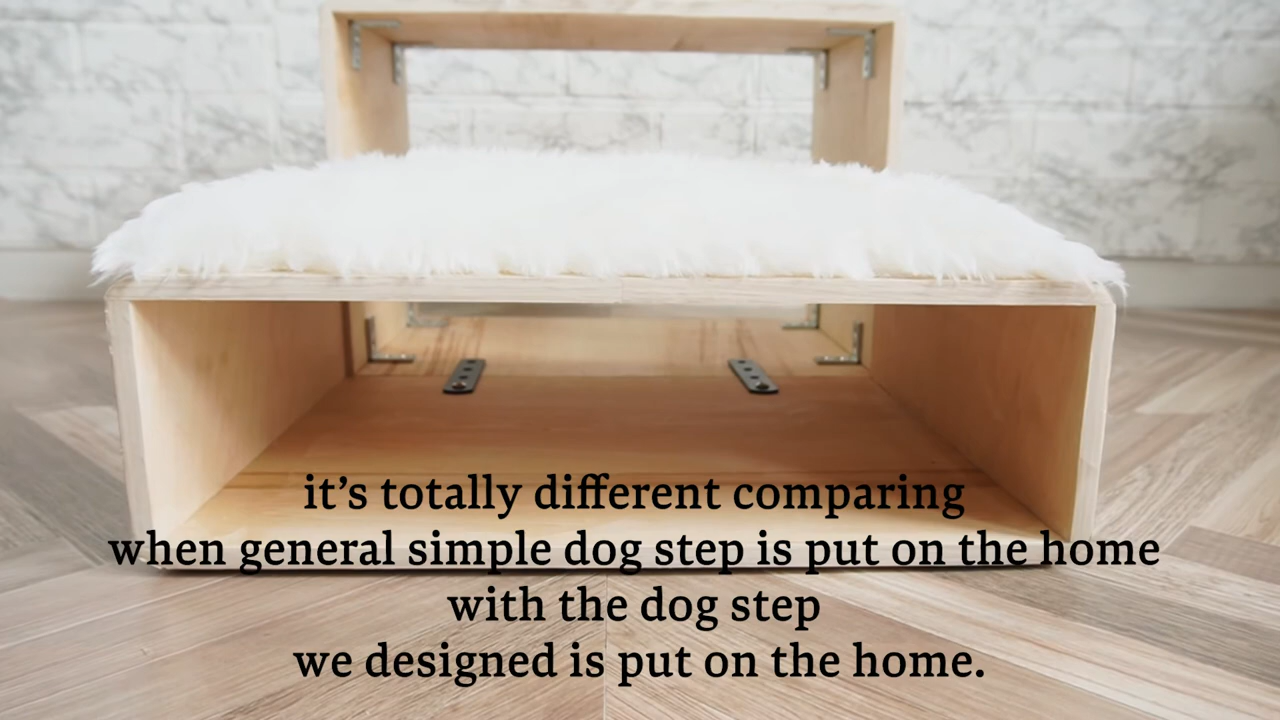 it’s totally different comparing
when general simple dog step is put on the home
with the dog step
we designed is put on the home.